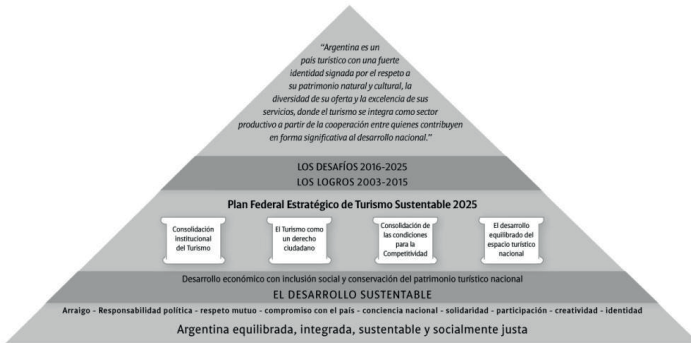 “Argentina es un
país turístico con una fuerte
identidad signada por el respeto a
su patrimonio natural y cultural, la
diversidad de su oferta y la excelencia de sus
servicios, donde el turismo se integra como sector
productivo a partir de la cooperación entre quienes contribuyen
en forma significativa al desarrollo nacional.”
LOS DESAFÍOS 2016-2025
LOS LOGROS 2003-2015
Plan Federal Estratégico de Turismo Sustentable 2025
Consolidación
institucional
del Turismo
El Turismo como
un derecho
ciudadano
Consolidación de
las condiciones
para la
Competitividad
El desarrollo
equilibrado del
espacio turístico
nacional
Desarrollo económico con inclusión social y conservación del patrimonio turístico nacional
EL DESARROLLO SUSTENTABLE
Arraigo - Responsabilidad política - respeto mutuo - compromiso con el país - conciencia nacional - solidaridad - participación - creatividad - identidad
Argentina equilibrada, integrada, sustentable y socialmente justa